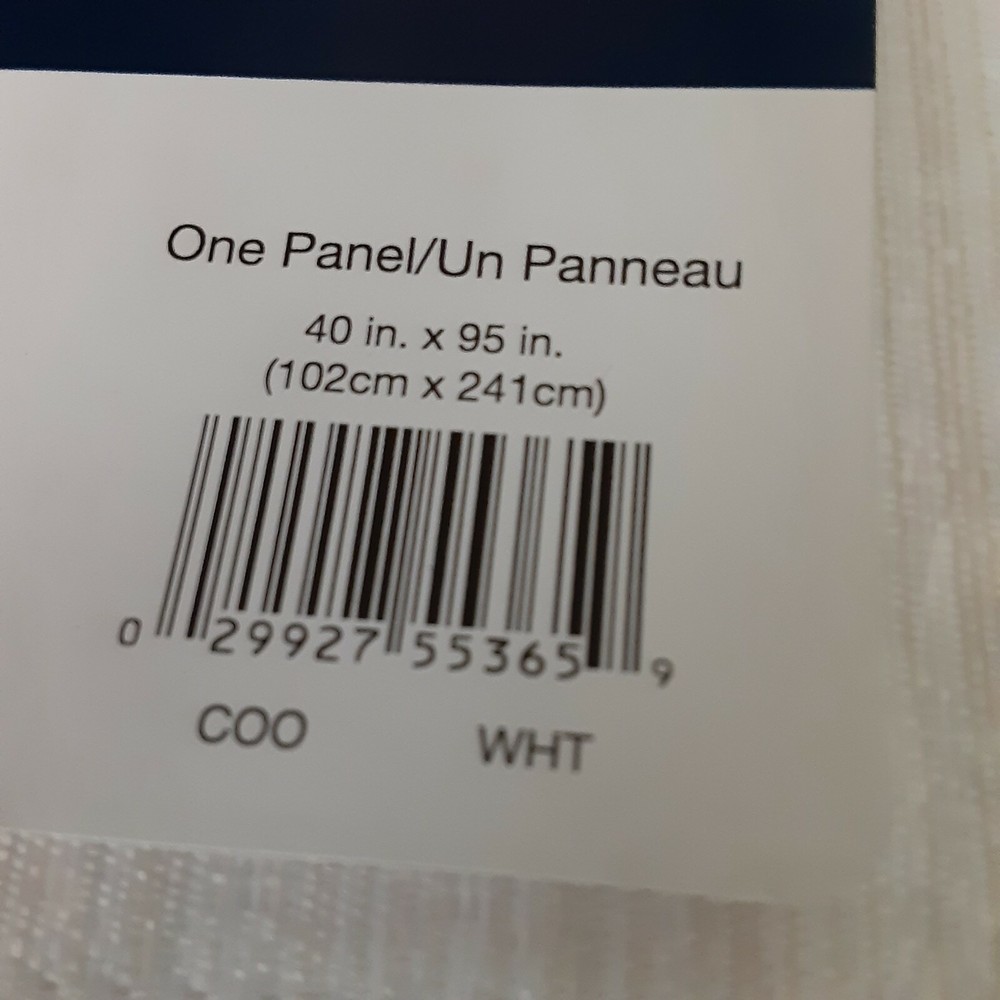 One Panel/Un Panneau
40 in. x 95 in.
(102cm x 241cm)
0 29927 55365 9
COO WHT